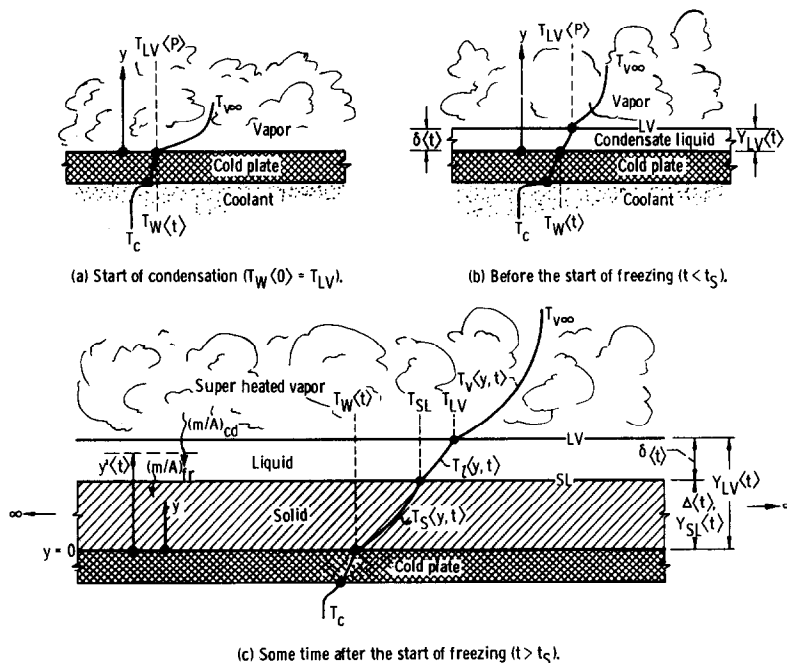 y
T_LV⟨P⟩
T_v∞
Vapor
Cold plate
Coolant
T_c
T_W⟨t⟩
(a) Start of condensation (T_W⟨0⟩ = T_LV).
y
T_LV⟨P⟩
T_v∞
Vapor
LV
δ⟨t⟩
Condensate liquid
Y_LV⟨t⟩
Cold plate
Coolant
T_c
T_W⟨t⟩
(b) Before the start of freezing (t < t_S).
T_v∞
Super heated vapor
T_W⟨t⟩
T_SL
T_LV
T_v⟨y, t⟩
(m/A)_cd
LV
y'⟨t⟩
(m/A)_fr
Liquid
T_l⟨y, t⟩
δ⟨t⟩
SL
Y_LV⟨t⟩
∞
y
Solid
T_S⟨y, t⟩
Δ⟨t⟩,
Y_SL⟨t⟩
y = 0
Cold plate
T_c
(c) Some time after the start of freezing (t > t_S).